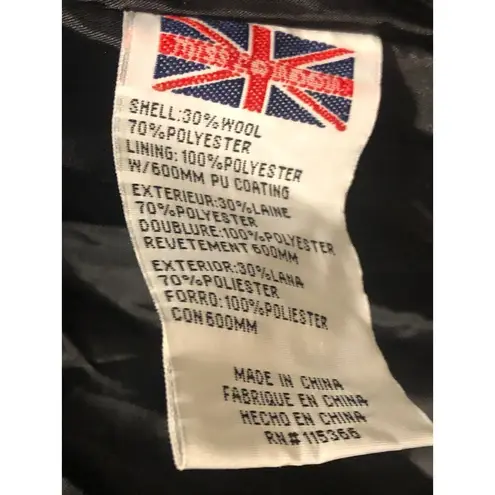 SHELL:30%WOOL
70%POLYESTER
LINING:100%POLYESTER
W/600MM PU COATING
EXTERIEUR:30%LAINE
70%POLYESTER
DOUBLURE:100%POLYESTER
REVETEMENT 600MM
EXTERIOR:30%LANA
70%POLIESTER
FORRO:100%POLIESTER
CON600MM
MADE IN CHINA
FABRIQUE EN CHINA
HECHO EN CHINA
RN#115366